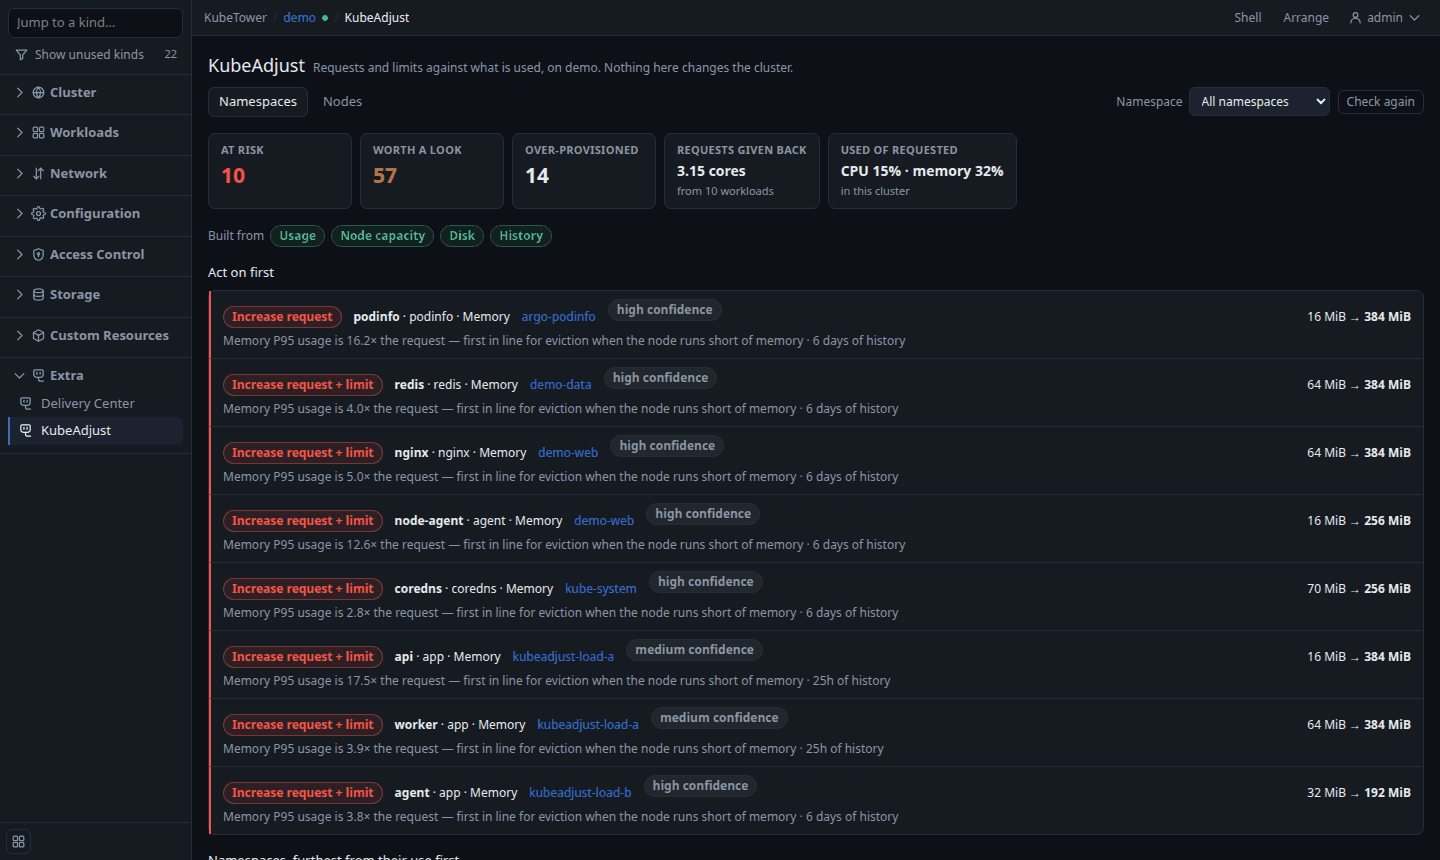 Jump to a kind...
Show unused kinds 22
Cluster
Workloads
Network
Configuration
Access Control
Storage
Custom Resources
Extra
Delivery Center
KubeAdjust
KubeTower / demo / KubeAdjust
Shell Arrange admin
KubeAdjust Requests and limits against what is used, on demo. Nothing here changes the cluster.
Namespaces Nodes
Namespace All namespaces Check again
AT RISK
10
WORTH A LOOK
57
OVER-PROVISIONED
14
REQUESTS GIVEN BACK
3.15 cores
from 10 workloads
USED OF REQUESTED
CPU 15% · memory 32%
in this cluster
Built from Usage Node capacity Disk History
Act on first
Increase request podinfo · podinfo · Memory argo-podinfo high confidence 16 MiB → 384 MiB
Memory P95 usage is 16.2× the request — first in line for eviction when the node runs short of memory · 6 days of history
Increase request + limit redis · redis · Memory demo-data high confidence 64 MiB → 384 MiB
Memory P95 usage is 4.0× the request — first in line for eviction when the node runs short of memory · 6 days of history
Increase request + limit nginx · nginx · Memory demo-web high confidence 64 MiB → 384 MiB
Memory P95 usage is 5.0× the request — first in line for eviction when the node runs short of memory · 6 days of history
Increase request + limit node-agent · agent · Memory demo-web high confidence 16 MiB → 256 MiB
Memory P95 usage is 12.6× the request — first in line for eviction when the node runs short of memory · 6 days of history
Increase request + limit coredns · coredns · Memory kube-system high confidence 70 MiB → 256 MiB
Memory P95 usage is 2.8× the request — first in line for eviction when the node runs short of memory · 6 days of history
Increase request + limit api · app · Memory kubeadjust-load-a medium confidence 16 MiB → 384 MiB
Memory P95 usage is 17.5× the request — first in line for eviction when the node runs short of memory · 25h of history
Increase request + limit worker · app · Memory kubeadjust-load-a medium confidence 64 MiB → 384 MiB
Memory P95 usage is 3.9× the request — first in line for eviction when the node runs short of memory · 25h of history
Increase request + limit agent · app · Memory kubeadjust-load-b high confidence 32 MiB → 192 MiB
Memory P95 usage is 3.8× the request — first in line for eviction when the node runs short of memory · 6 days of history
Namespaces, furthest from their use first